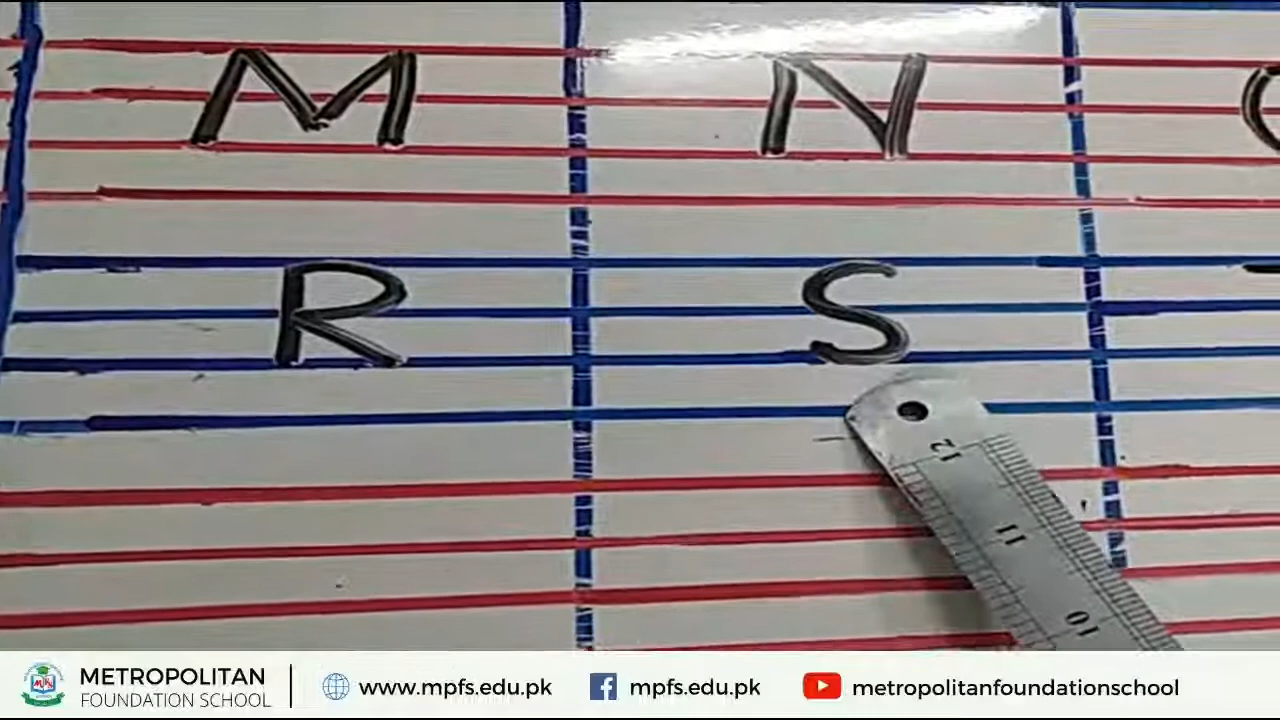 M N
R S
12
11
10
METROPOLITAN
FOUNDATION SCHOOL
www.mpfs.edu.pk
mpfs.edu.pk
metropolitanfoundationschool